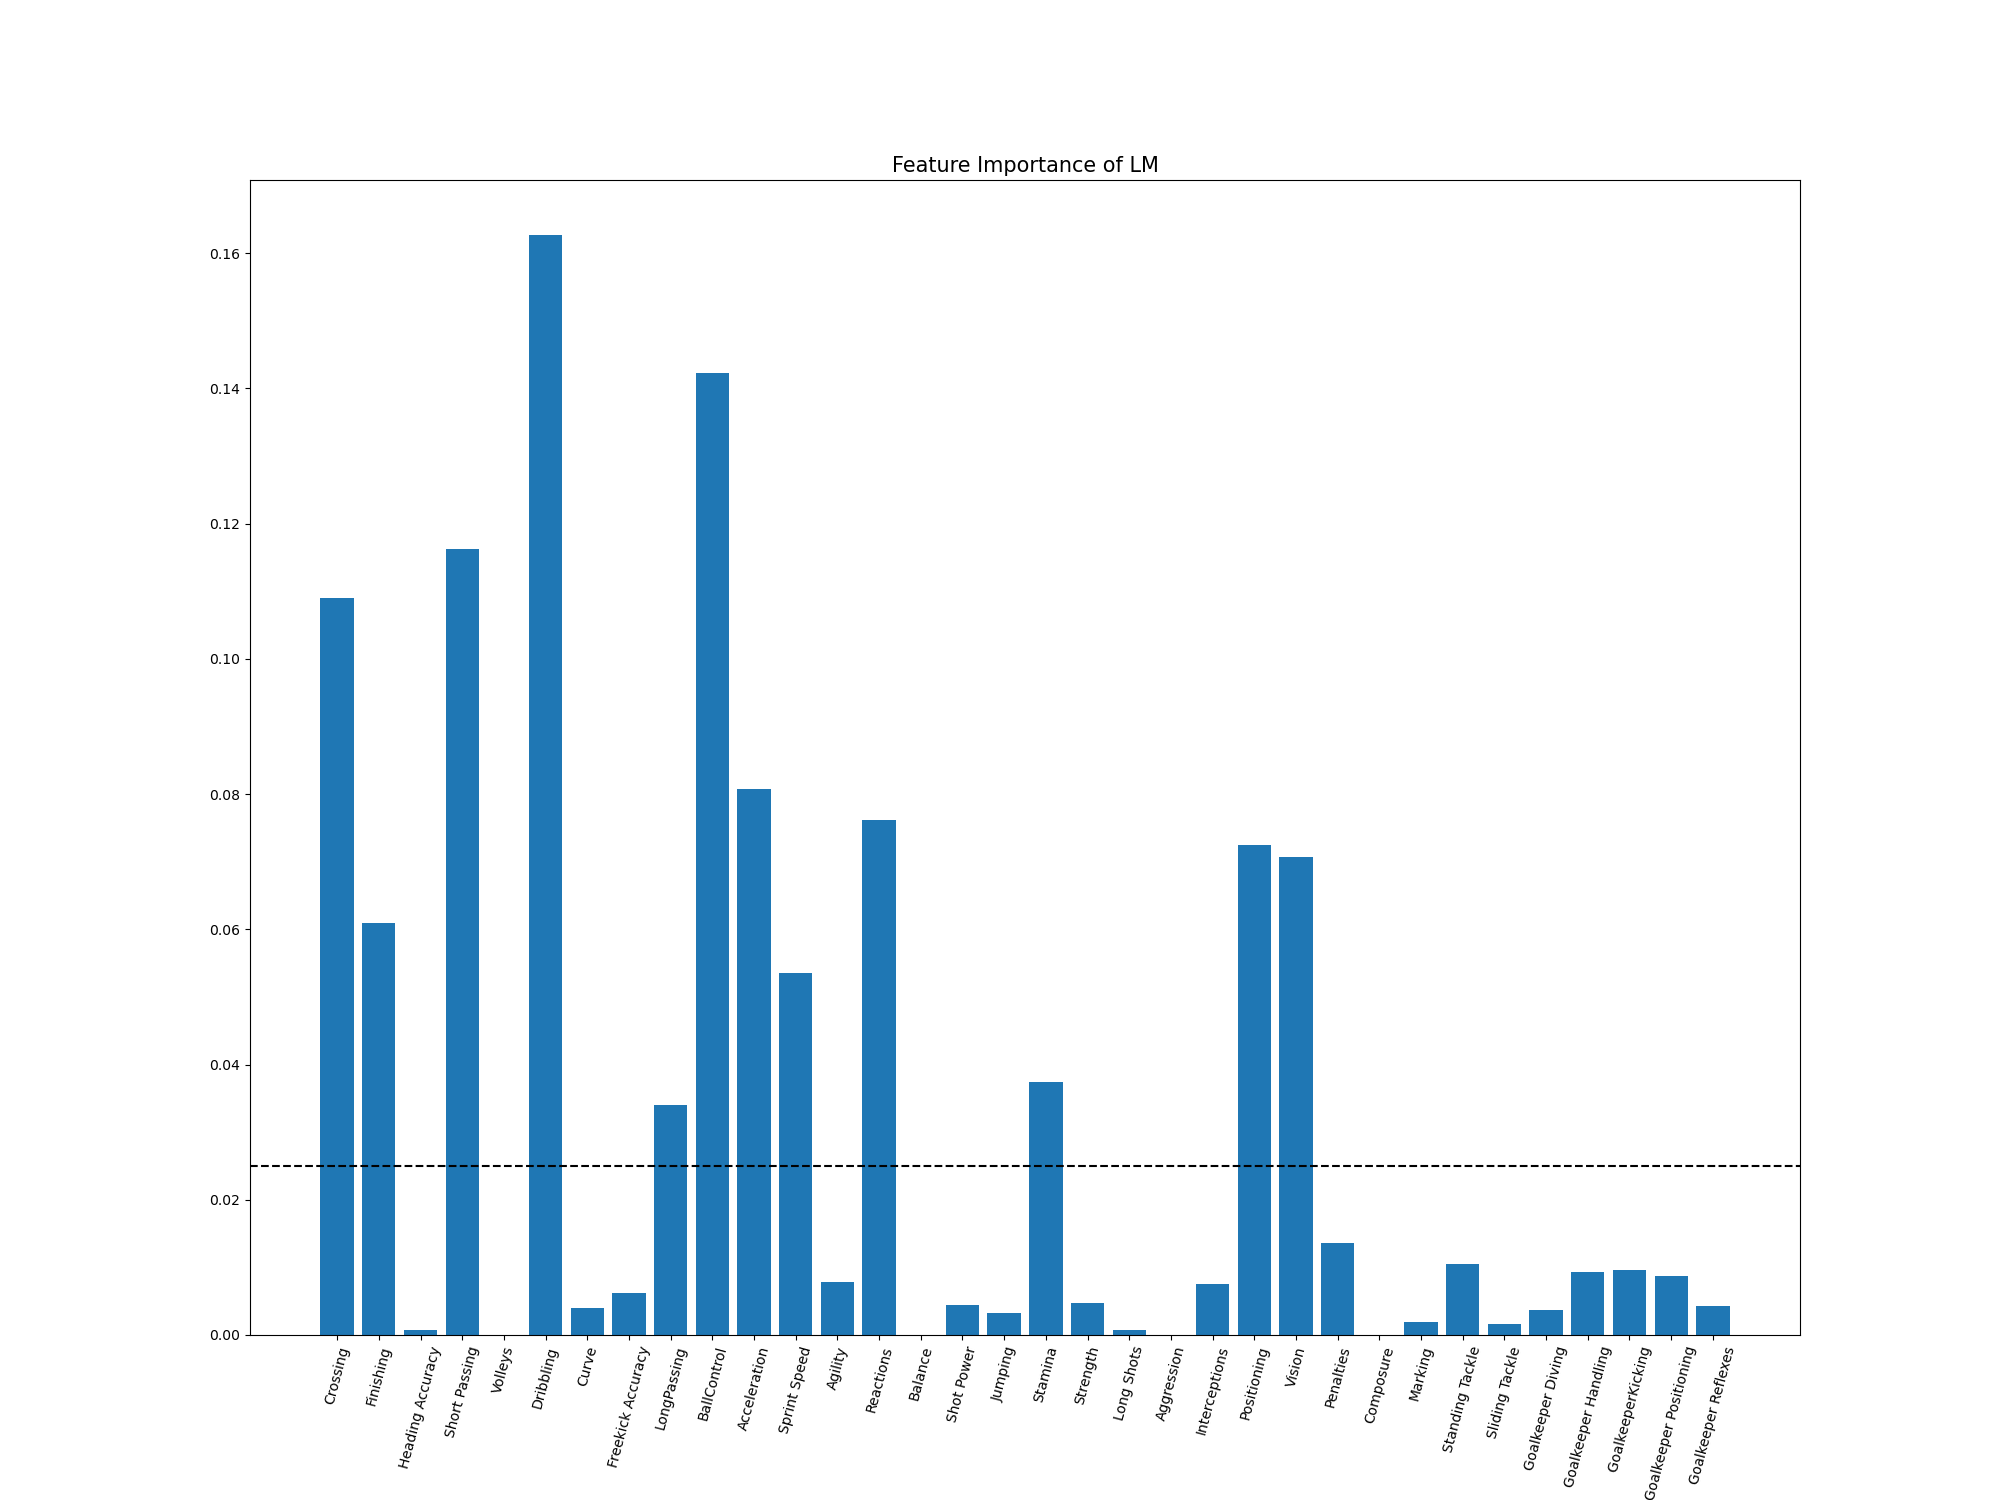 Feature Importance of LM
0.16
0.14
0.12
0.10
0.08
0.06
0.04
0.02
0.00
Crossing
Finishing
Heading Accuracy
Short Passing
Volleys
Dribbling
Curve
Freekick Accuracy
LongPassing
BallControl
Acceleration
Sprint Speed
Agility
Reactions
Balance
Shot Power
Jumping
Stamina
Strength
Long Shots
Aggression
Interceptions
Positioning
Vision
Penalties
Composure
Marking
Standing Tackle
Sliding Tackle
Goalkeeper Diving
Goalkeeper Handling
GoalkeeperKicking
Goalkeeper Positioning
Goalkeeper Reflexes